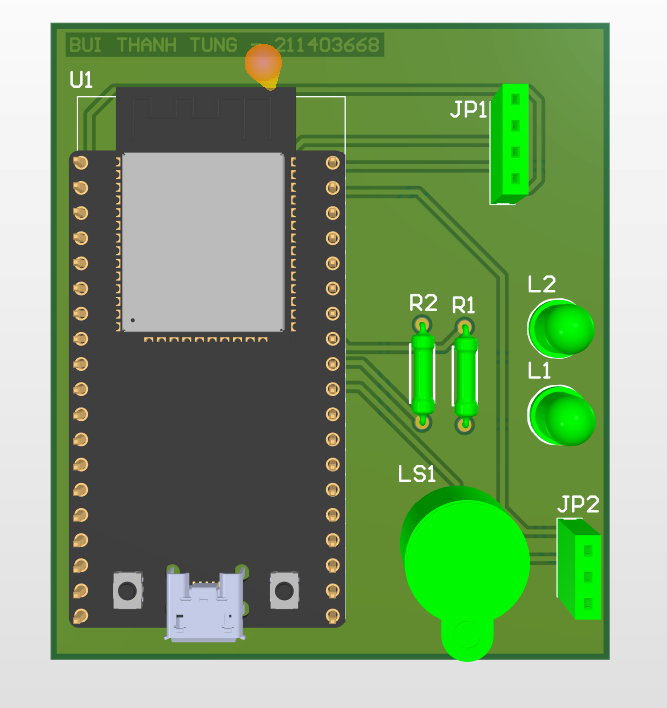 BUI THANH TUNG - 211403668
U1
JP1
L2
R2 R1
L1
LS1
JP2